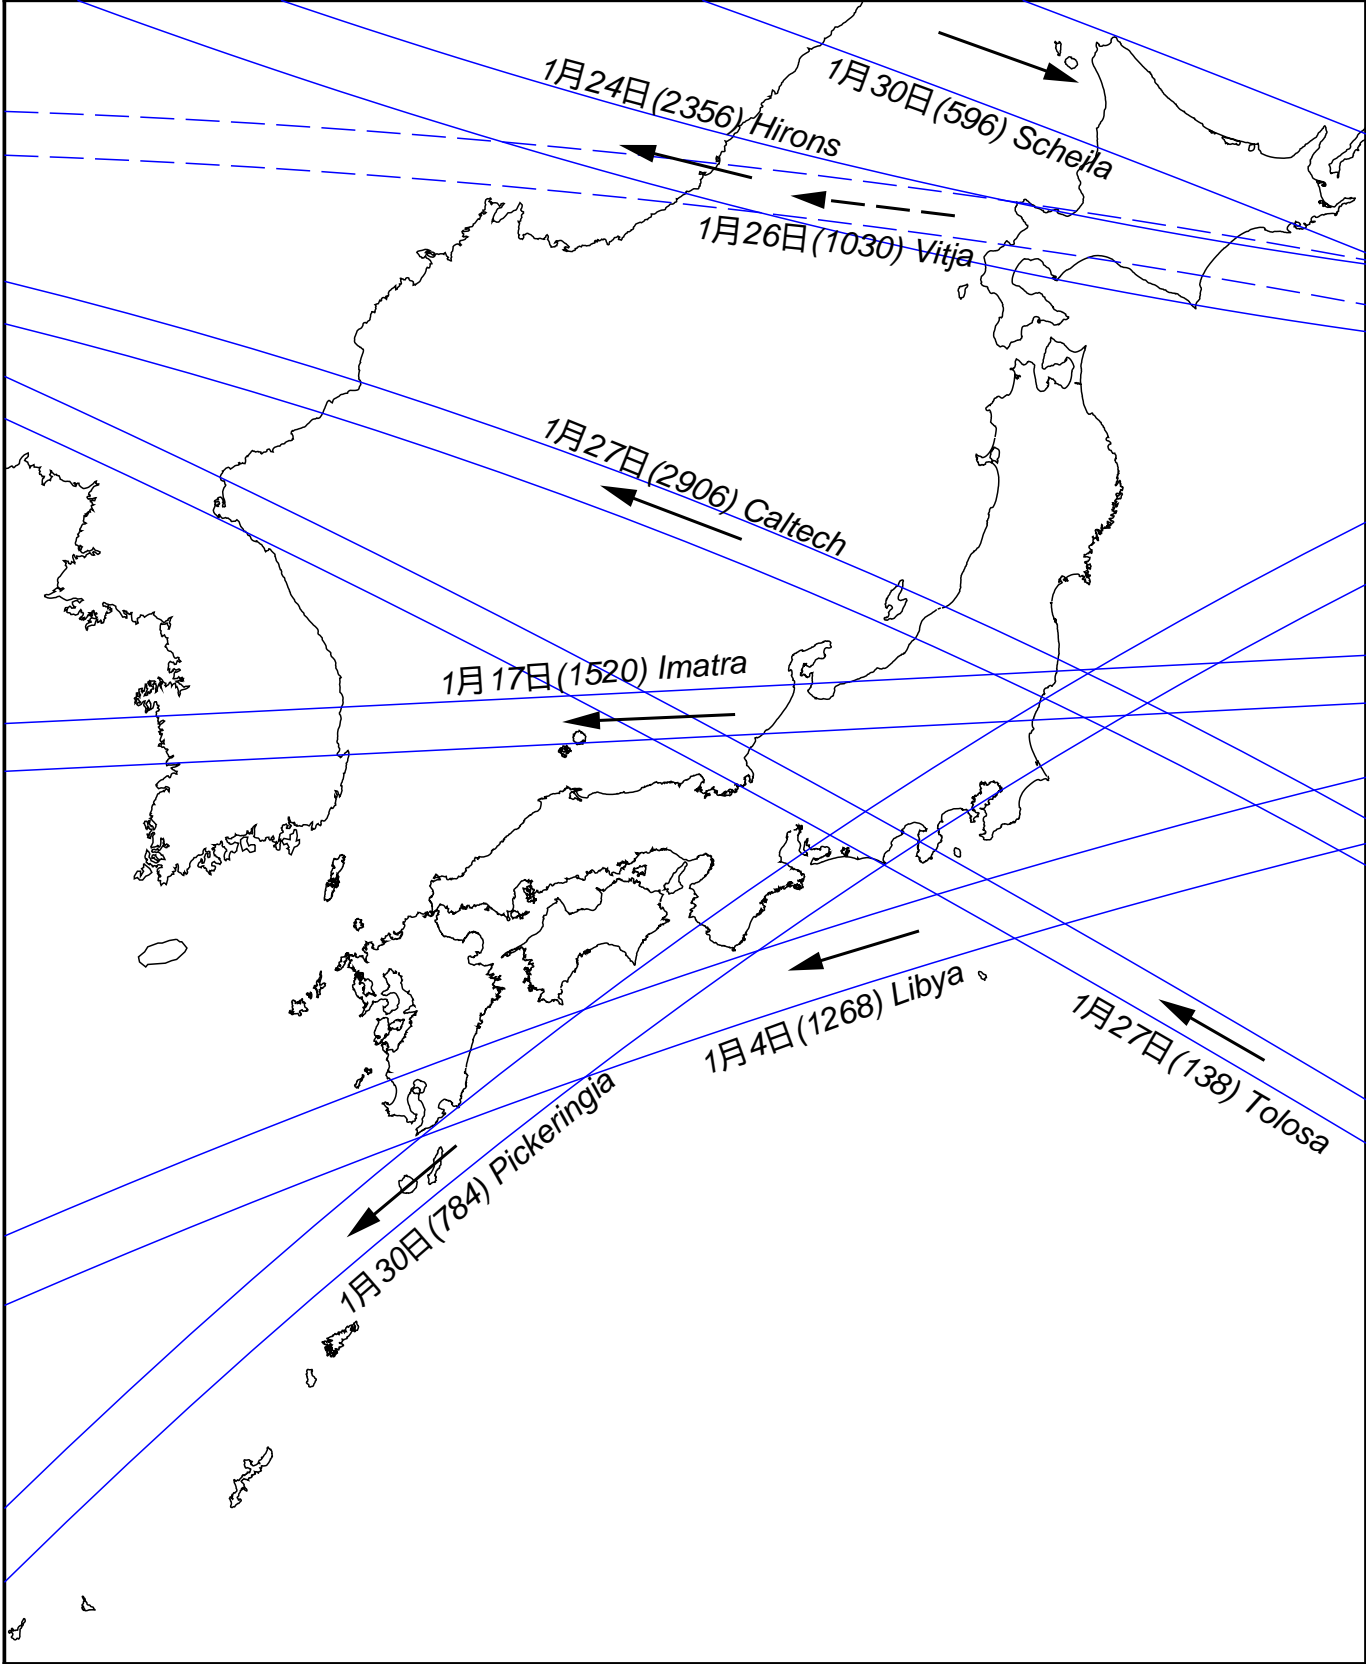 1月24日(2356) Hirons
1月30日(596) Scheila
1月26日(1030) Vitja
1月27日(2906) Caltech
1月17日(1520) Imatra
1月4日(1268) Libya
1月27日(138) Tolosa
1月30日(784) Pickeringia